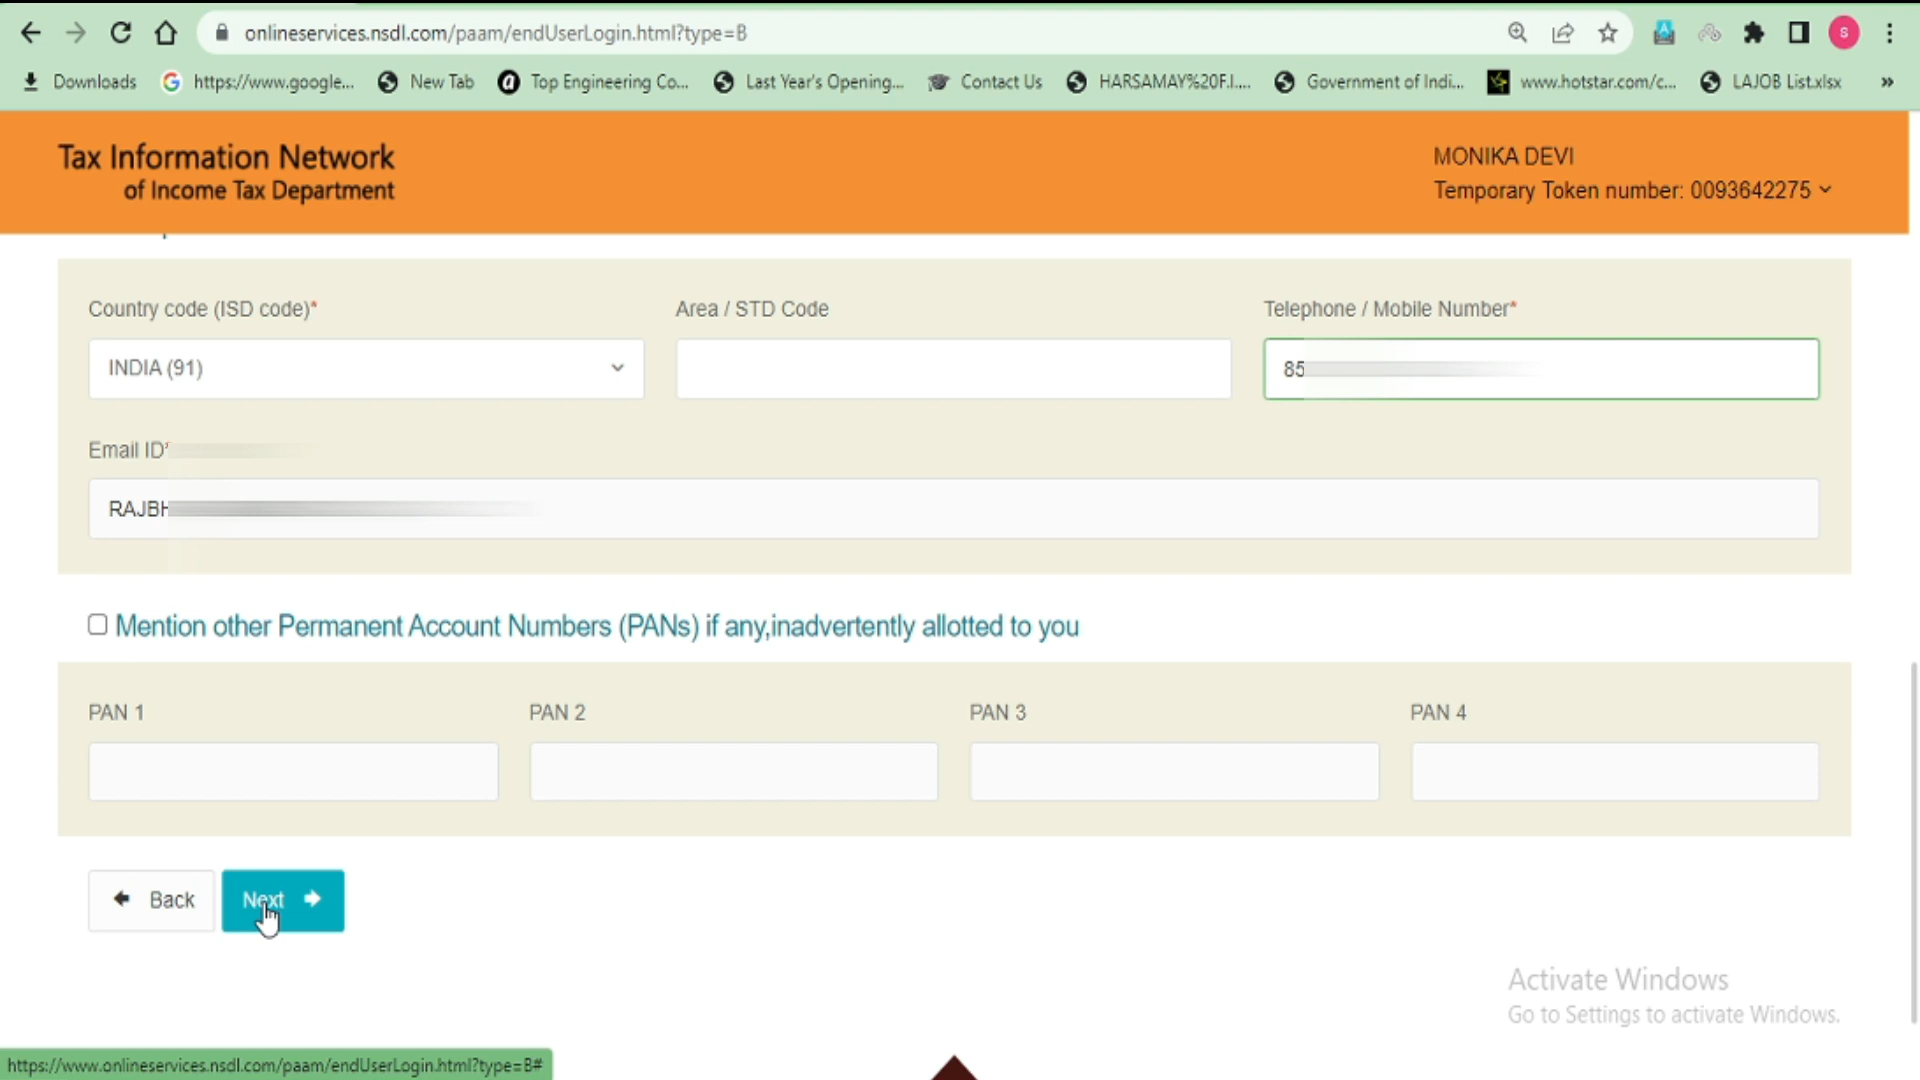 onlineservices.nsdl.com/paam/endUserLogin.html?type=B
S
Downloads https://www.google... New Tab Top Engineering Co... Last Year's Opening... Contact Us HARSAMAY%20F.I.... Government of Indi... www.hotstar.com/c... LAJOB List.xlsx »
Tax Information Network
of Income Tax Department
MONIKA DEVI
Temporary Token number: 0093642275
Country code (ISD code)* Area / STD Code Telephone / Mobile Number*
INDIA (91) 85
Email ID*
RAJBH
Mention other Permanent Account Numbers (PANs) if any,inadvertently allotted to you
PAN 1 PAN 2 PAN 3 PAN 4
Back Next
Activate Windows
Go to Settings to activate Windows.
https://www.onlineservices.nsdl.com/paam/endUserLogin.html?type=B#